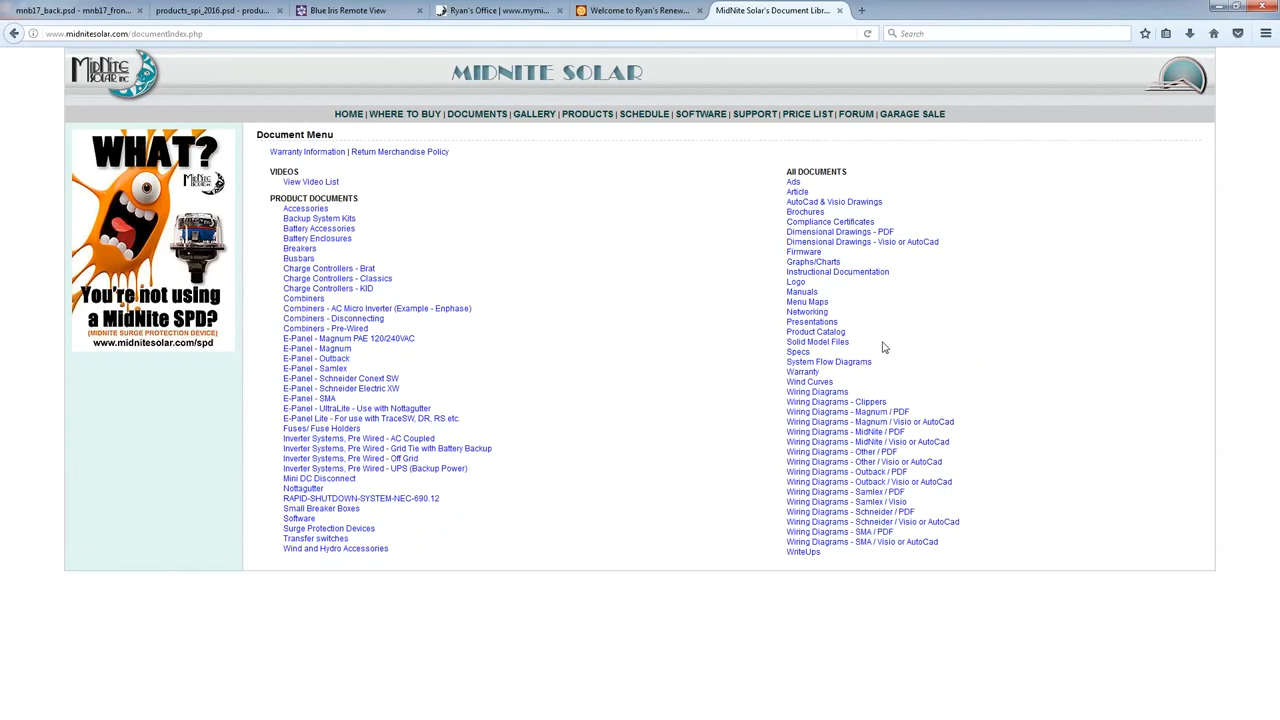 mnb17_back.psd - mnb17_fron...
products_spi_2016.psd - produ...
Blue Iris Remote View
Ryan's Office | www.mymi...
Welcome to Ryan's Renew...
MidNite Solar's Document Libr...
www.midnitesolar.com/documentIndex.php
Search
MIDNITE SOLAR INC
MIDNITE SOLAR
HOME | WHERE TO BUY | DOCUMENTS | GALLERY | PRODUCTS | SCHEDULE | SOFTWARE | SUPPORT | PRICE LIST | FORUM | GARAGE SALE
WHAT?
MIDNITE SOLAR INC
You're not using
a MidNite SPD?
(MIDNITE SURGE PROTECTION DEVICE)
www.midnitesolar.com/spd
Document Menu
Warranty Information | Return Merchandise Policy
VIDEOS
View Video List
PRODUCT DOCUMENTS
Accessories
Backup System Kits
Battery Accessories
Battery Enclosures
Breakers
Busbars
Charge Controllers - Brat
Charge Controllers - Classics
Charge Controllers - KID
Combiners
Combiners - AC Micro Inverter (Example - Enphase)
Combiners - Disconnecting
Combiners - Pre-Wired
E-Panel - Magnum PAE 120/240VAC
E-Panel - Magnum
E-Panel - Outback
E-Panel - Samlex
E-Panel - Schneider Conext SW
E-Panel - Schneider Electric XW
E-Panel - SMA
E-Panel - UltraLite - Use with Nottagutter
E-Panel Lite - For use with TraceSW, DR, RS etc.
Fuses/ Fuse Holders
Inverter Systems, Pre Wired - AC Coupled
Inverter Systems, Pre Wired - Grid Tie with Battery Backup
Inverter Systems, Pre Wired - Off Grid
Inverter Systems, Pre Wired - UPS (Backup Power)
Mini DC Disconnect
Nottagutter
RAPID-SHUTDOWN-SYSTEM-NEC-690.12
Small Breaker Boxes
Software
Surge Protection Devices
Transfer switches
Wind and Hydro Accessories
All DOCUMENTS
Ads
Article
AutoCad & Visio Drawings
Brochures
Compliance Certificates
Dimensional Drawings - PDF
Dimensional Drawings - Visio or AutoCad
Firmware
Graphs/Charts
Instructional Documentation
Logo
Manuals
Menu Maps
Networking
Presentations
Product Catalog
Solid Model Files
Specs
System Flow Diagrams
Warranty
Wind Curves
Wiring Diagrams
Wiring Diagrams - Clippers
Wiring Diagrams - Magnum / PDF
Wiring Diagrams - Magnum / Visio or AutoCad
Wiring Diagrams - MidNite / PDF
Wiring Diagrams - MidNite / Visio or AutoCad
Wiring Diagrams - Other / PDF
Wiring Diagrams - Other / Visio or AutoCad
Wiring Diagrams - Outback / PDF
Wiring Diagrams - Outback / Visio or AutoCad
Wiring Diagrams - Samlex / PDF
Wiring Diagrams - Samlex / Visio
Wiring Diagrams - Schneider / PDF
Wiring Diagrams - Schneider / Visio or AutoCad
Wiring Diagrams - SMA / PDF
Wiring Diagrams - SMA / Visio or AutoCad
WriteUps